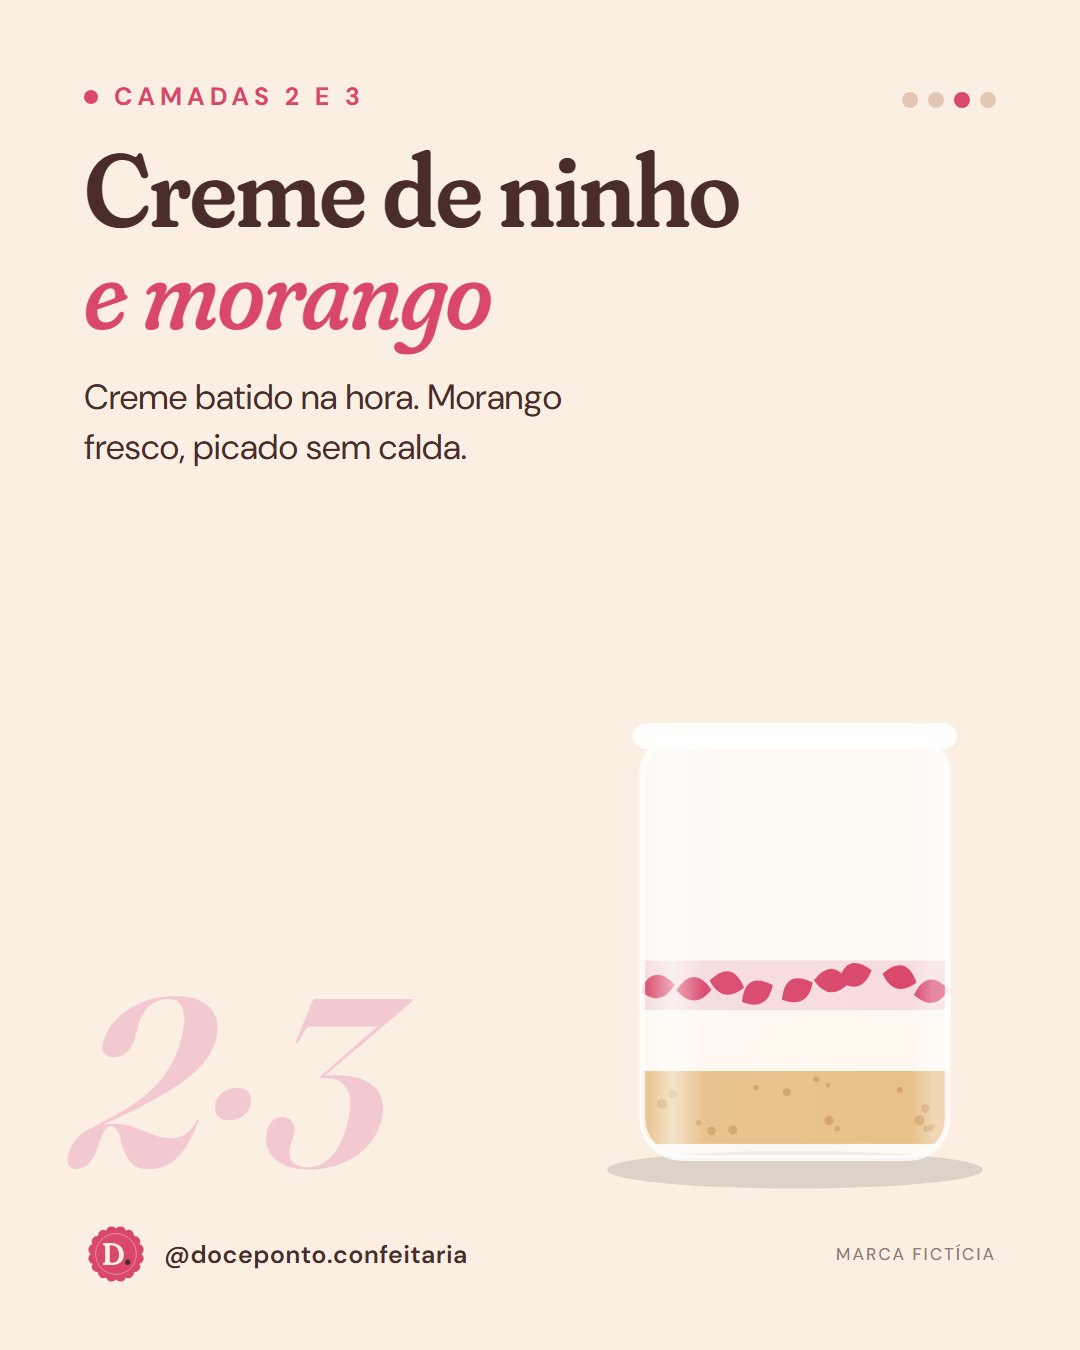 CAMADAS 2 E 3
Creme de ninho
e morango
Creme batido na hora. Morango
fresco, picado sem calda.
2·3
D.
@doceponto.confeitaria
MARCA FICTÍCIA